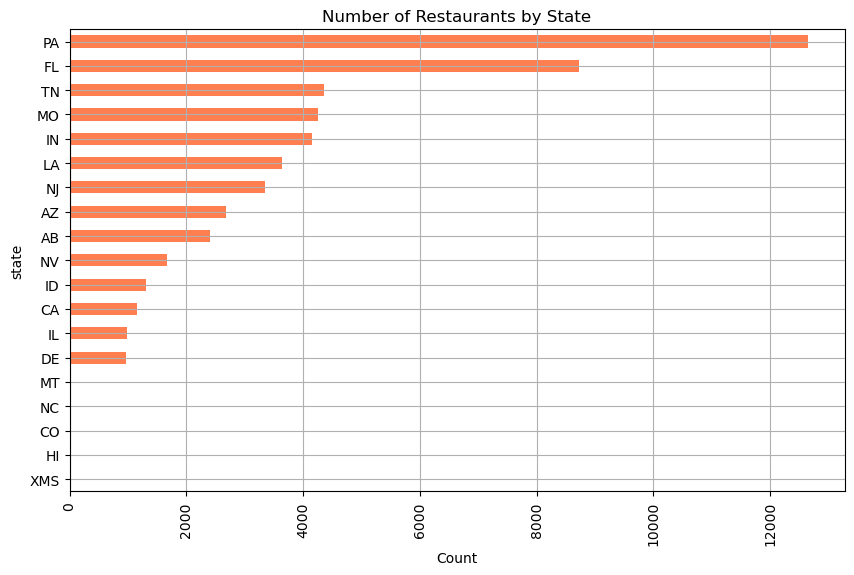 Number of Restaurants by State
PA
FL
TN
MO
IN
LA
NJ
AZ
AB
NV
ID
CA
IL
DE
MT
NC
CO
HI
XMS
state
0
2000
4000
6000
8000
10000
12000
Count